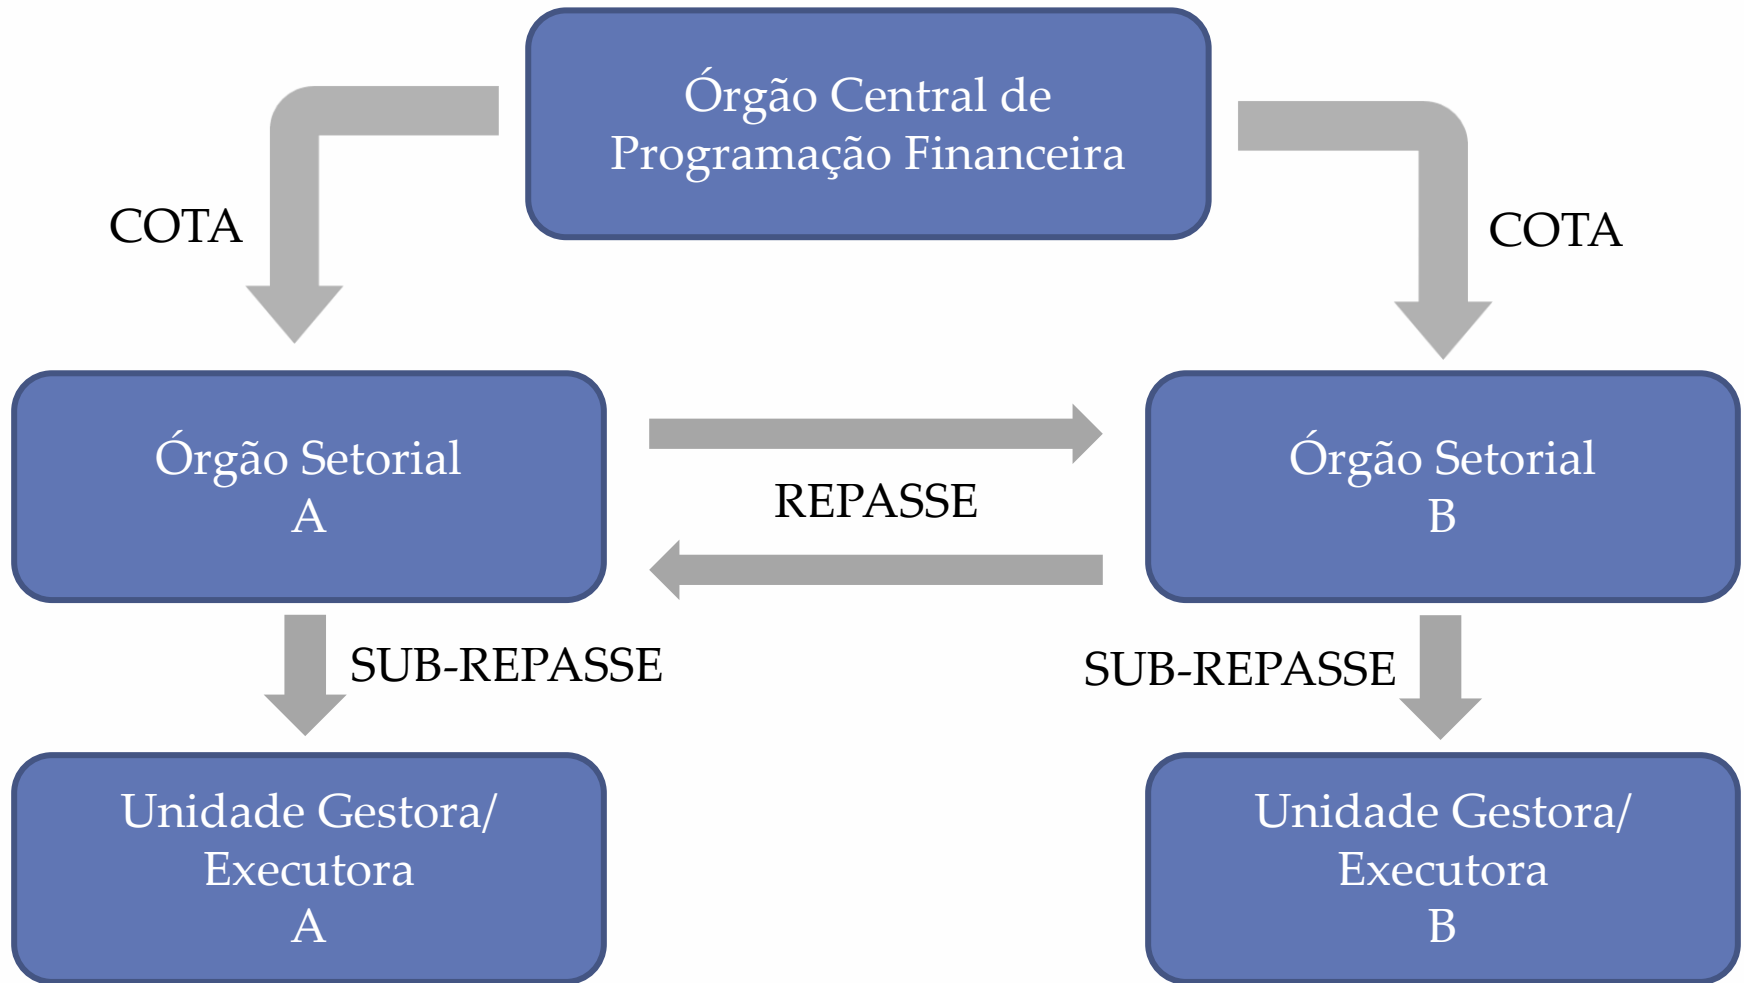 Órgão Central de
Programação Financeira
COTA
COTA
Órgão Setorial
A
REPASSE
Órgão Setorial
B
SUB-REPASSE
SUB-REPASSE
Unidade Gestora/
Executora
A
Unidade Gestora/
Executora
B